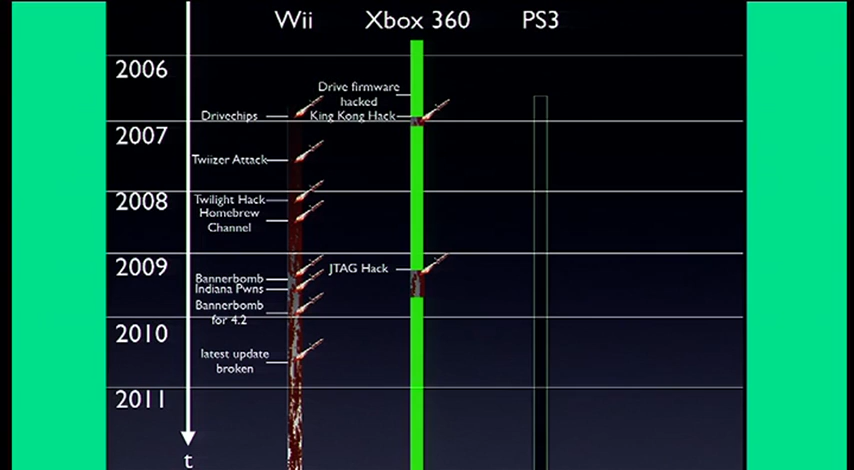 Wii Xbox 360 PS3
2006
Drive firmware
hacked
Drivechips
King Kong Hack
2007
Twiizer Attack
2008
Twilight Hack
Homebrew
Channel
2009
JTAG Hack
Bannerbomb
Indiana Pwns
Bannerbomb
for 4.2
2010
latest update
broken
2011
t